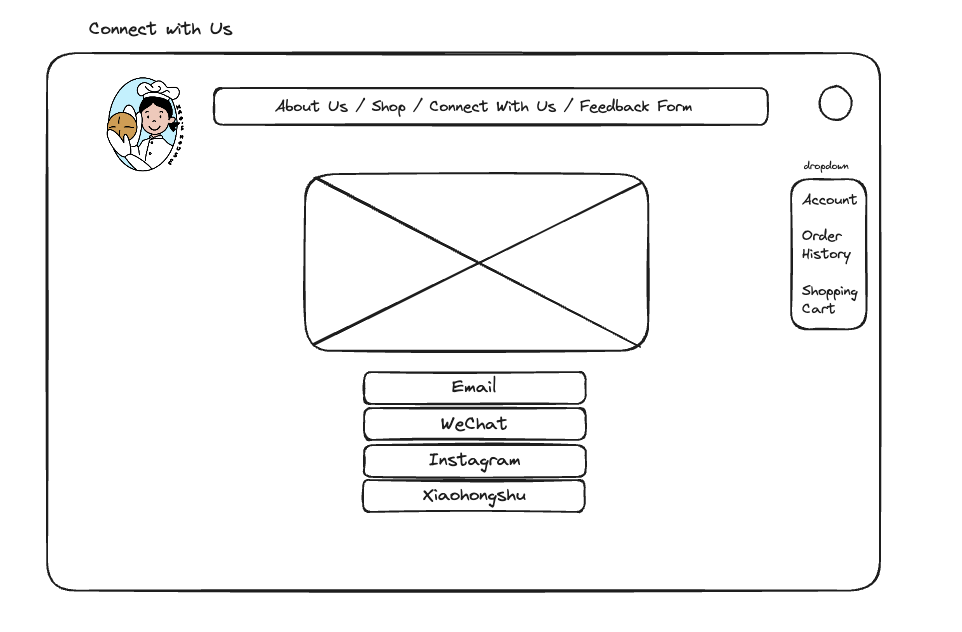 Connect with Us
About Us / Shop / Connect With Us / Feedback Form
dropdown
Account
Order
History
Shopping
Cart
Email
WeChat
Instagram
Xiaohongshu